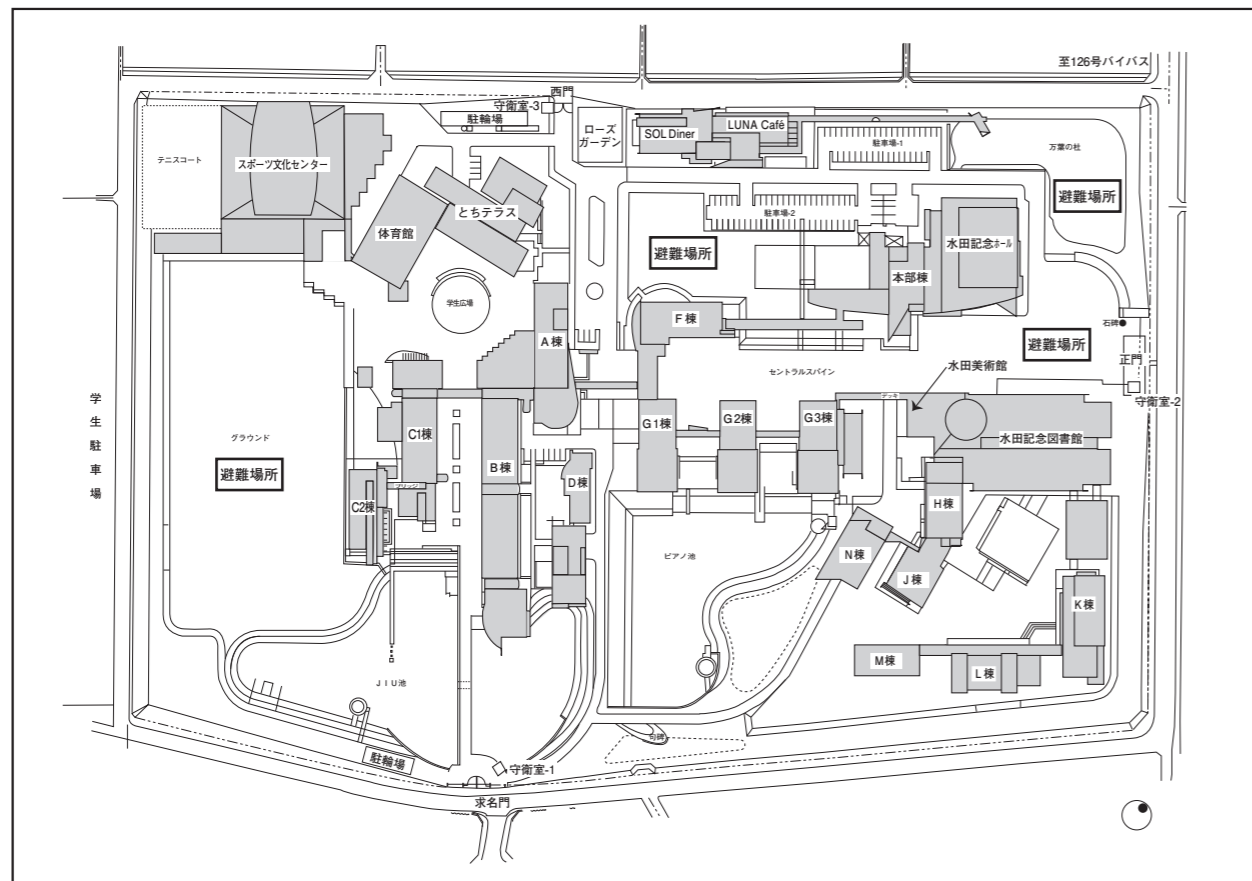 至126号バイパス
西門
守衛室-3
駐輪場
ローズ
ガーデン
SOL Diner
LUNA Café
駐車場-1
万葉の杜
テニスコート
スポーツ文化センター
とちテラス
体育館
駐車場-2
避難場所
水田記念ホール
避難場所
本部棟
学生広場
A棟
F棟
石碑
避難場所
正門
セントラルスパイン
水田美術館
守衛室-2
デッキ
学生駐車場
グラウンド
避難場所
C1棟
B棟
G1棟
G2棟
G3棟
水田記念図書館
ブリッジ
C2棟
D棟
H棟
ピアノ池
N棟
J棟
K棟
M棟
L棟
JIU池
句碑
駐輪場
守衛室-1
求名門